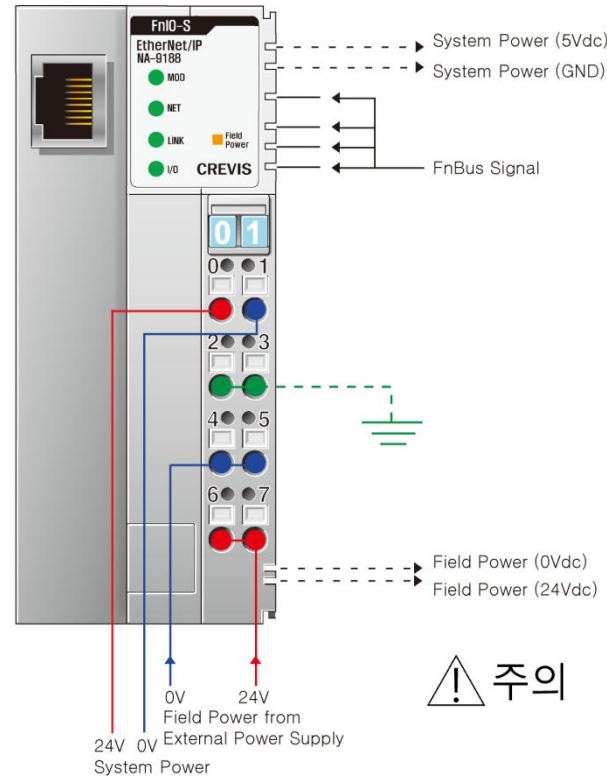 FnIO-S
EtherNet/IP
NA-9188
MOD
NET
LINK
I/O
Field
Power
CREVIS
System Power (5Vdc)
System Power (GND)
FnBus Signal
0 1
0 1
2 3
4 5
6 7
Field Power (0Vdc)
Field Power (24Vdc)
주의
0V 24V
Field Power from
External Power Supply
24V 0V
System Power